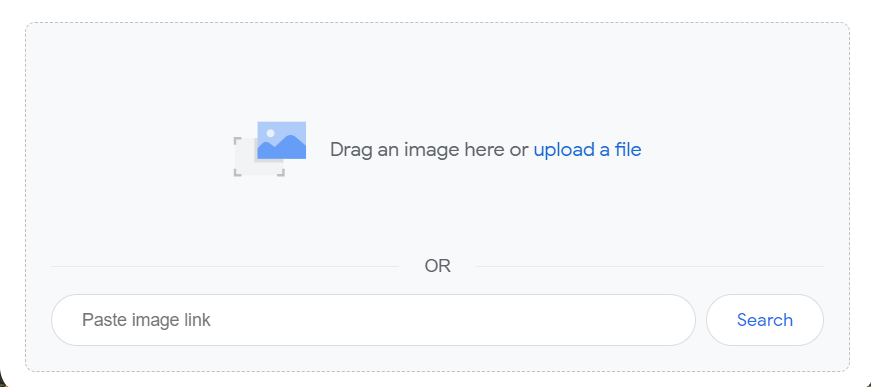 Drag an image here or upload a file
OR
Paste image link
Search